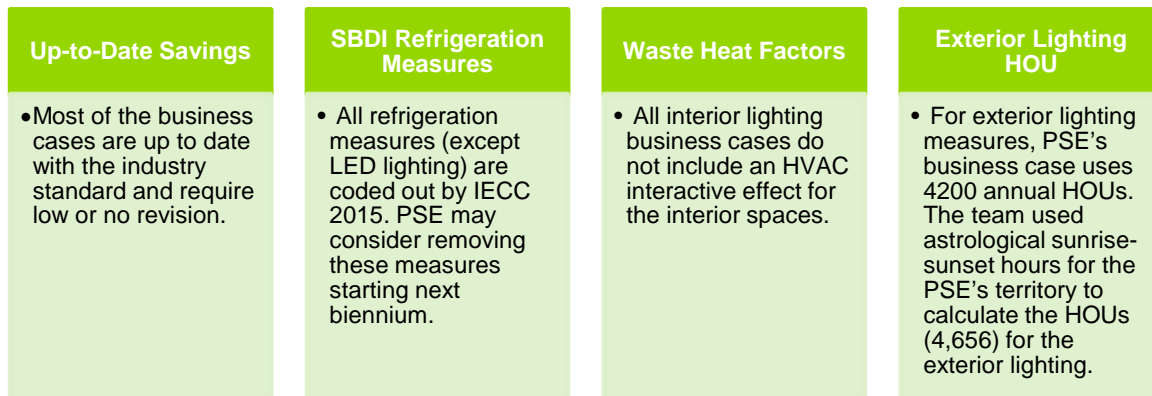 Up-to-Date Savings
•Most of the business
cases are up to date
with the industry
standard and require
low or no revision.
SBDI Refrigeration
Measures
• All refrigeration
measures (except
LED lighting) are
coded out by IECC
2015. PSE may
consider removing
these measures
starting next
biennium.
Waste Heat Factors
• All interior lighting
business cases do
not include an HVAC
interactive effect for
the interior spaces.
Exterior Lighting
HOU
• For exterior lighting
measures, PSE’s
business case uses
4200 annual HOUs.
The team used
astrological sunrise-
sunset hours for the
PSE’s territory to
calculate the HOUs
(4,656) for the
exterior lighting.